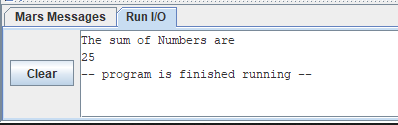 Mars Messages Run I/O
The sum of Numbers are
25
-- program is finished running --
Clear